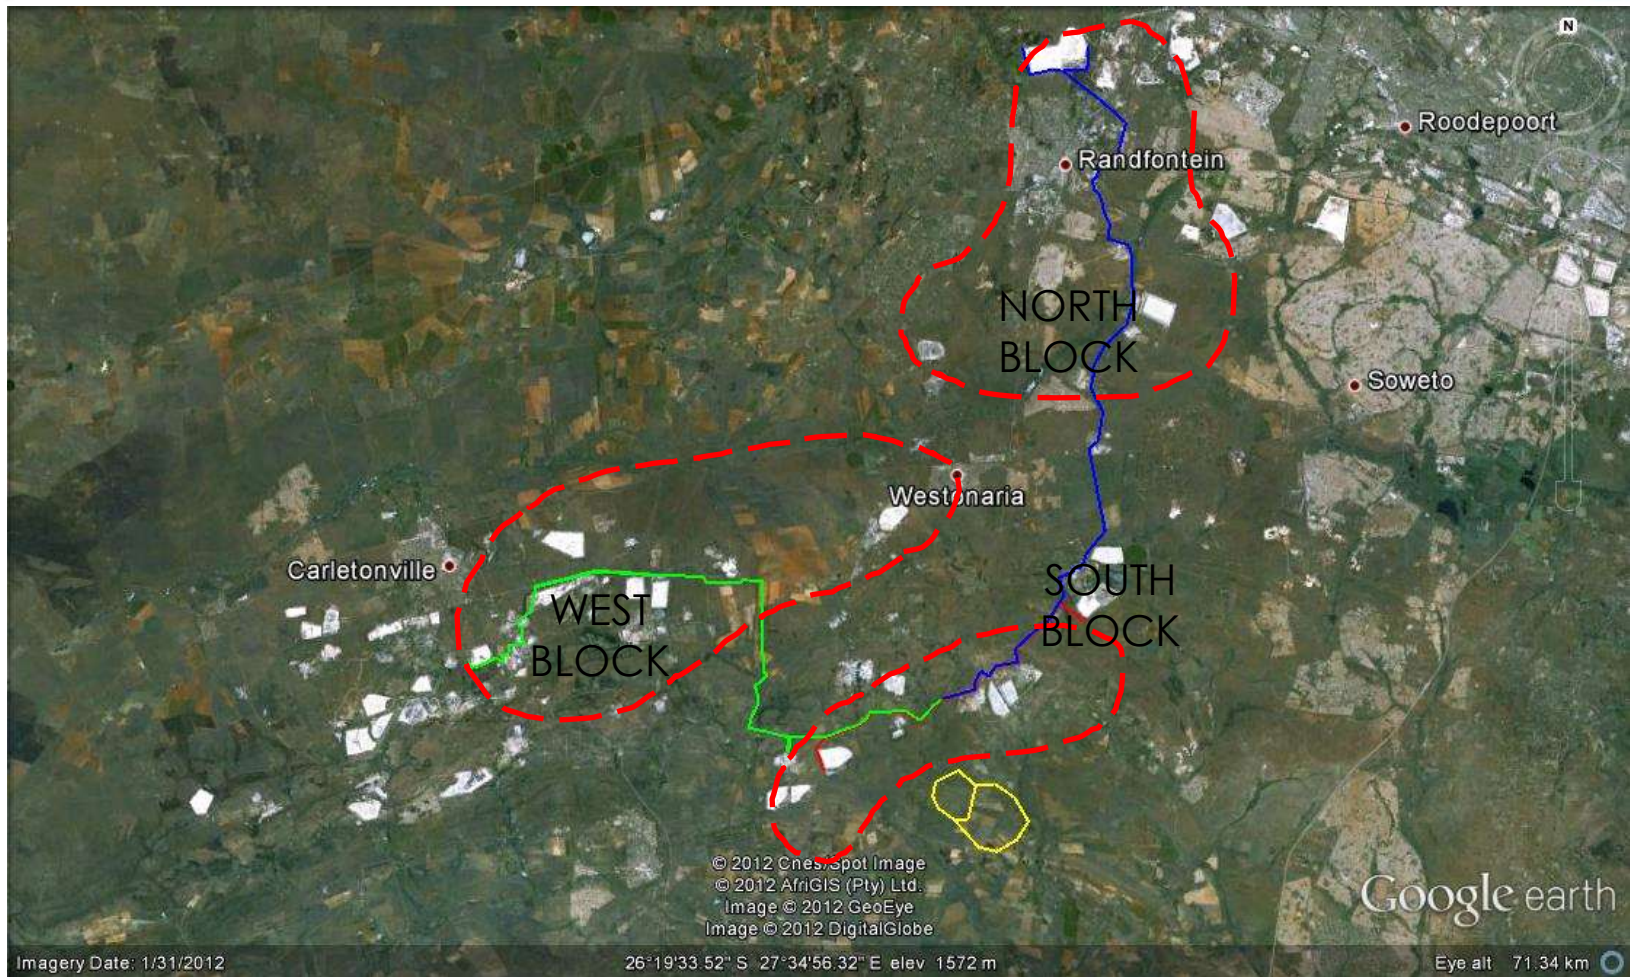 N
Roodepoort
Randfontein
NORTH
BLOCK
Soweto
Westonaria
Carletonville
SOUTH
BLOCK
WEST
BLOCK
© 2012 Cnes/Spot Image
© 2012 AfriGIS (Pty) Ltd.
Image © 2012 GeoEye
Image © 2012 DigitalGlobe
Google earth
Imagery Date: 1/31/2012
26°19'33.52" S 27°34'56.32" E elev 1572 m
Eye alt 71.34 km